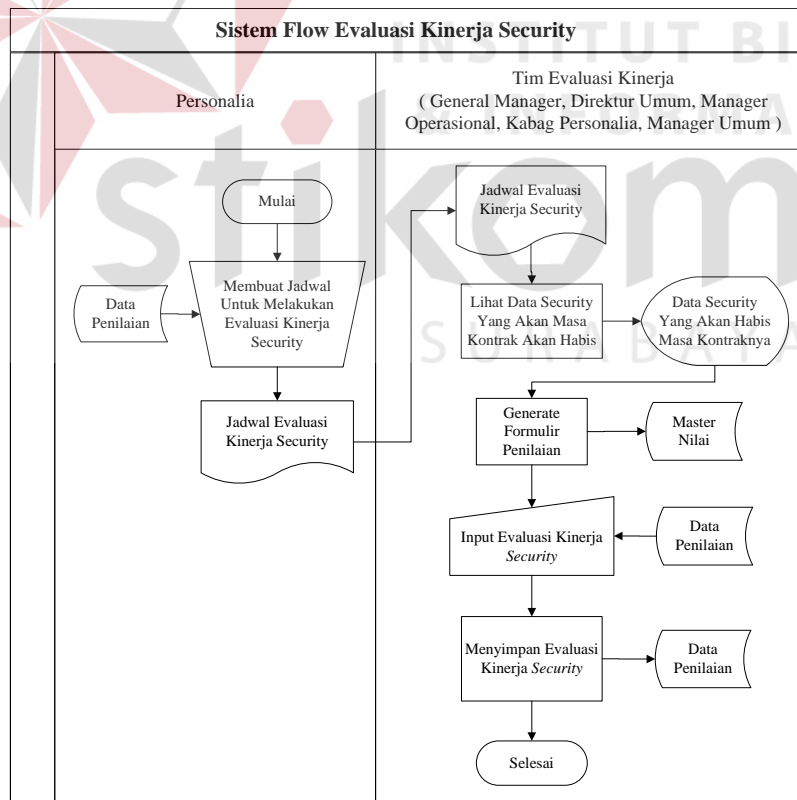 Sistem Flow Evaluasi Kinerja Security
Personalia
Tim Evaluasi Kinerja
( General Manager, Direktur Umum, Manager
Operasional, Kabag Personalia, Manager Umum )
Mulai
Data
Penilaian
Membuat Jadwal
Untuk Melakukan
Evaluasi Kinerja
Security
Jadwal Evaluasi
Kinerja Security
Jadwal Evaluasi
Kinerja Security
Lihat Data Security
Yang Akan Masa
Kontrak Akan Habis
Data Security
Yang Akan Habis
Masa Kontraknya
Generate
Formulir
Penilaian
Master
Nilai
Input Evaluasi Kinerja
Security
Data
Penilaian
Menyimpan Evaluasi
Kinerja Security
Data
Penilaian
Selesai
INSTITUT BI
& INFORMA
stikom
SURABAYA